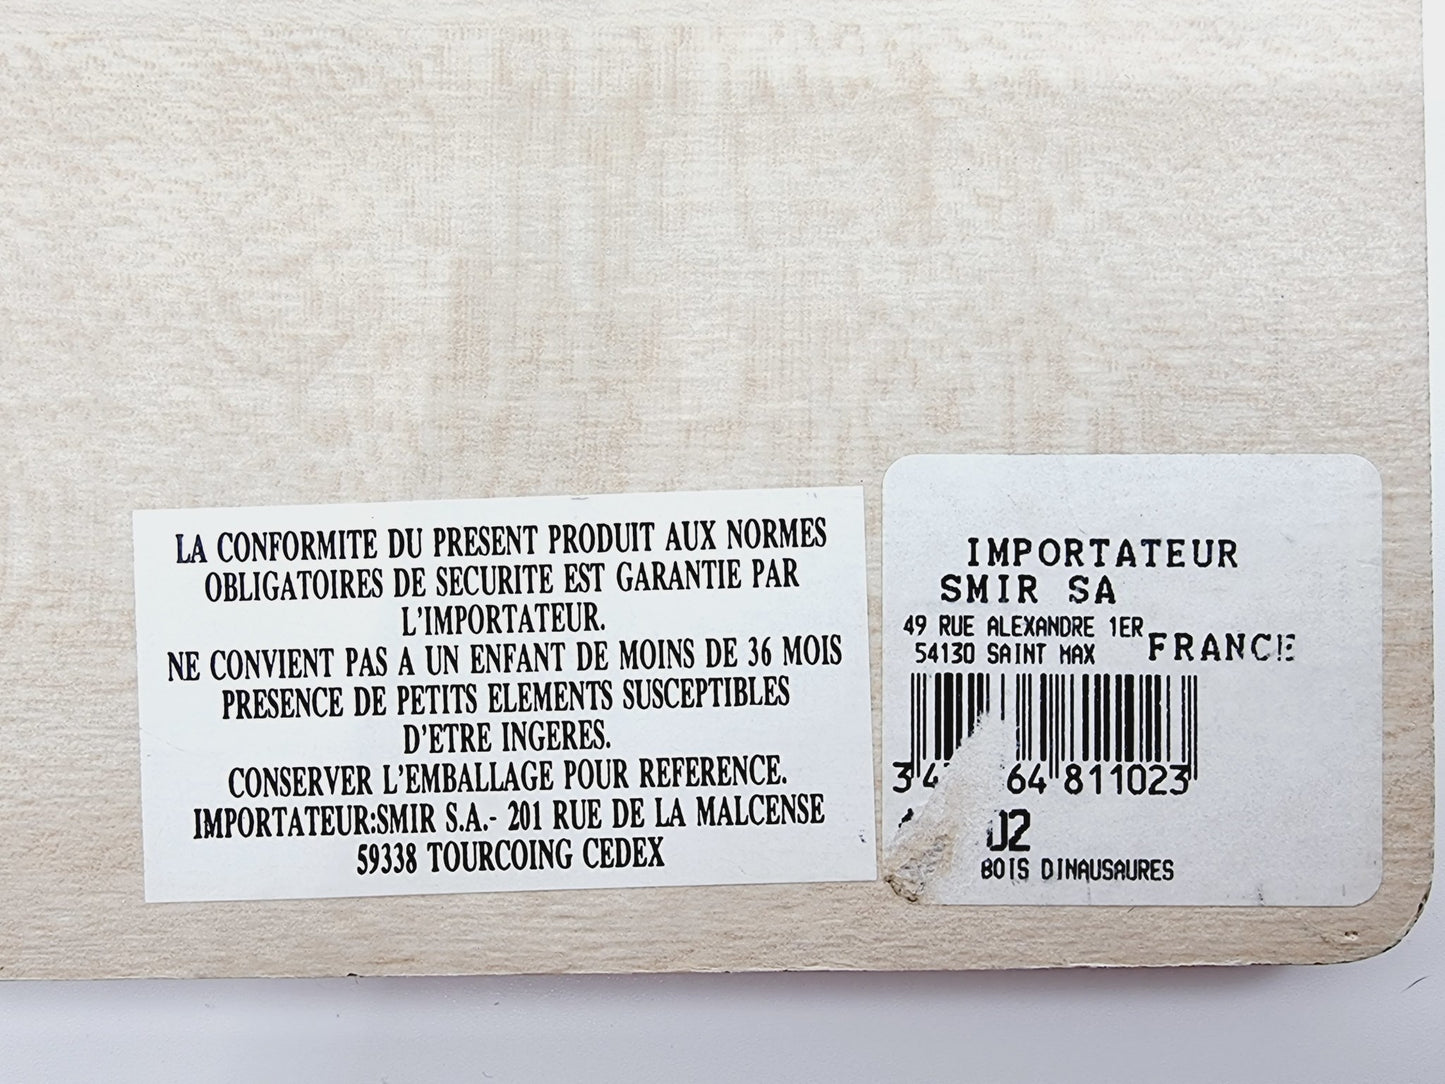 LA CONFORMITE DU PRESENT PRODUIT AUX NORMES
OBLIGATOIRES DE SECURITE EST GARANTIE PAR
L'IMPORTATEUR.
NE CONVIENT PAS A UN ENFANT DE MOINS DE 36 MOIS
PRESENCE DE PETITS ELEMENTS SUSCEPTIBLES
D'ETRE INGERES.
CONSERVER L'EMBALLAGE POUR REFERENCE.
IMPORTATEUR:SMIR S.A.- 201 RUE DE LA MALCENSE
59338 TOURCOING CEDEX
IMPORTATEUR
SMIR SA
49 RUE ALEXANDRE 1ER
54130 SAINT MAX FRANCE
3 4 64 811023
02
BOIS DINAUSAURES